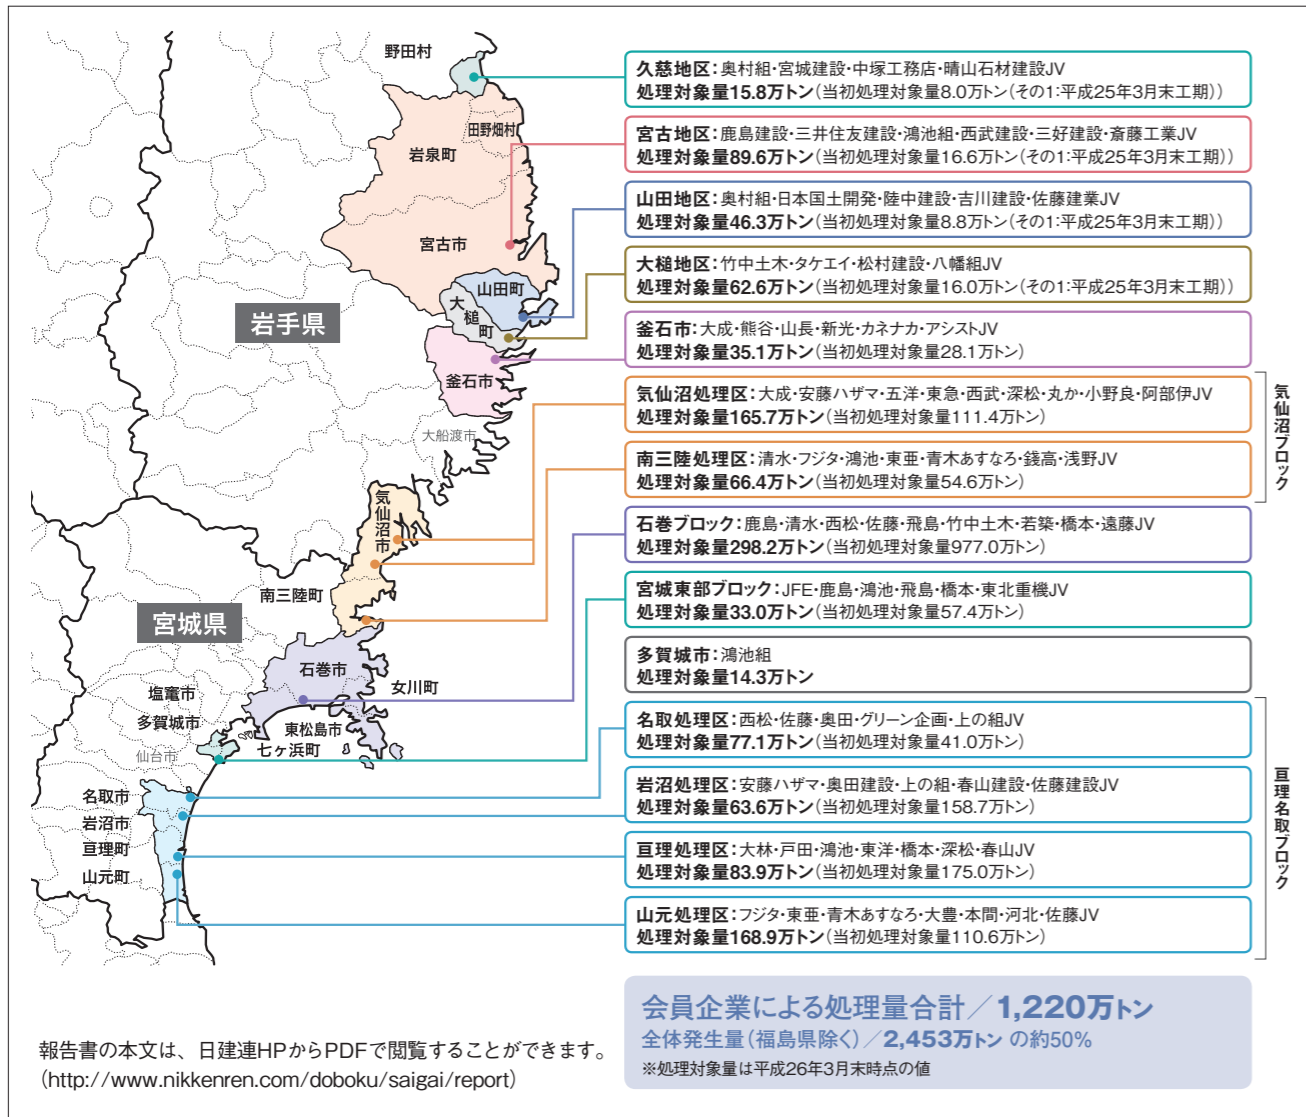 野田村
田野畑村
岩泉町
宮古市
山田町
大槌町
岩手県
釜石市
大船渡市
気仙沼市
南三陸町
宮城県
石巻市
女川町
塩竈市
多賀城市
東松島市
七ヶ浜町
仙台市
名取市
岩沼市
亘理町
山元町
久慈地区：奥村組・宮城建設・中塚工務店・晴山石材建設JV
処理対象量15.8万トン（当初処理対象量8.0万トン（その1：平成25年3月末工期））
宮古地区：鹿島建設・三井住友建設・鴻池組・西武建設・三好建設・斎藤工業JV
処理対象量89.6万トン（当初処理対象量16.6万トン（その1：平成25年3月末工期））
山田地区：奥村組・日本国土開発・陸中建設・吉川建設・佐藤建業JV
処理対象量46.3万トン（当初処理対象量8.8万トン（その1：平成25年3月末工期））
大槌地区：竹中土木・タケエイ・松村建設・八幡組JV
処理対象量62.6万トン（当初処理対象量16.0万トン（その1：平成25年3月末工期））
釜石市：大成・熊谷・山長・新光・カネナカ・アシストJV
処理対象量35.1万トン（当初処理対象量28.1万トン）
気仙沼処理区：大成・安藤ハザマ・五洋・東急・西武・深松・丸か・小野良・阿部伊JV
処理対象量165.7万トン（当初処理対象量111.4万トン）
南三陸処理区：清水・フジタ・鴻池・東亜・青木あすなろ・錢高・浅野JV
処理対象量66.4万トン（当初処理対象量54.6万トン）
気仙沼ブロック
石巻ブロック：鹿島・清水・西松・佐藤・飛島・竹中土木・若築・橋本・遠藤JV
処理対象量298.2万トン（当初処理対象量977.0万トン）
宮城東部ブロック：JFE・鹿島・鴻池・飛島・橋本・東北重機JV
処理対象量33.0万トン（当初処理対象量57.4万トン）
多賀城市：鴻池組
処理対象量14.3万トン
名取処理区：西松・佐藤・奥田・グリーン企画・上の組JV
処理対象量77.1万トン（当初処理対象量41.0万トン）
岩沼処理区：安藤ハザマ・奥田建設・上の組・春山建設・佐藤建設JV
処理対象量63.6万トン（当初処理対象量158.7万トン）
亘理処理区：大林・戸田・鴻池・東洋・橋本・深松・春山JV
処理対象量83.9万トン（当初処理対象量175.0万トン）
山元処理区：フジタ・東亜・青木あすなろ・大豊・本間・河北・佐藤JV
処理対象量168.9万トン（当初処理対象量110.6万トン）
亘理名取ブロック
会員企業による処理量合計／1,220万トン
全体発生量（福島県除く）／2,453万トン の約50％
※処理対象量は平成26年3月末時点の値
報告書の本文は、日建連HPからPDFで閲覧することができます。
（http://www.nikkenren.com/doboku/saigai/report）